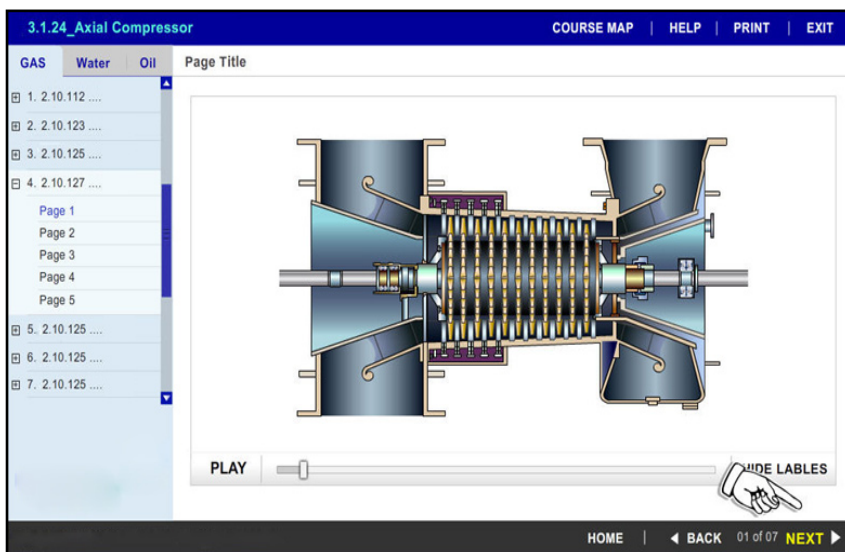 3.1.24_Axial Compressor
COURSE MAP | HELP | PRINT | EXIT
GAS Water Oil
Page Title
1. 2.10.112 ....
2. 2.10.123 ....
3. 2.10.125 ....
4. 2.10.127 ....
Page 1
Page 2
Page 3
Page 4
Page 5
5. 2.10.125 ....
6. 2.10.125 ....
7. 2.10.125 ....
PLAY
HIDE LABLES
HOME | BACK 01 of 07 NEXT